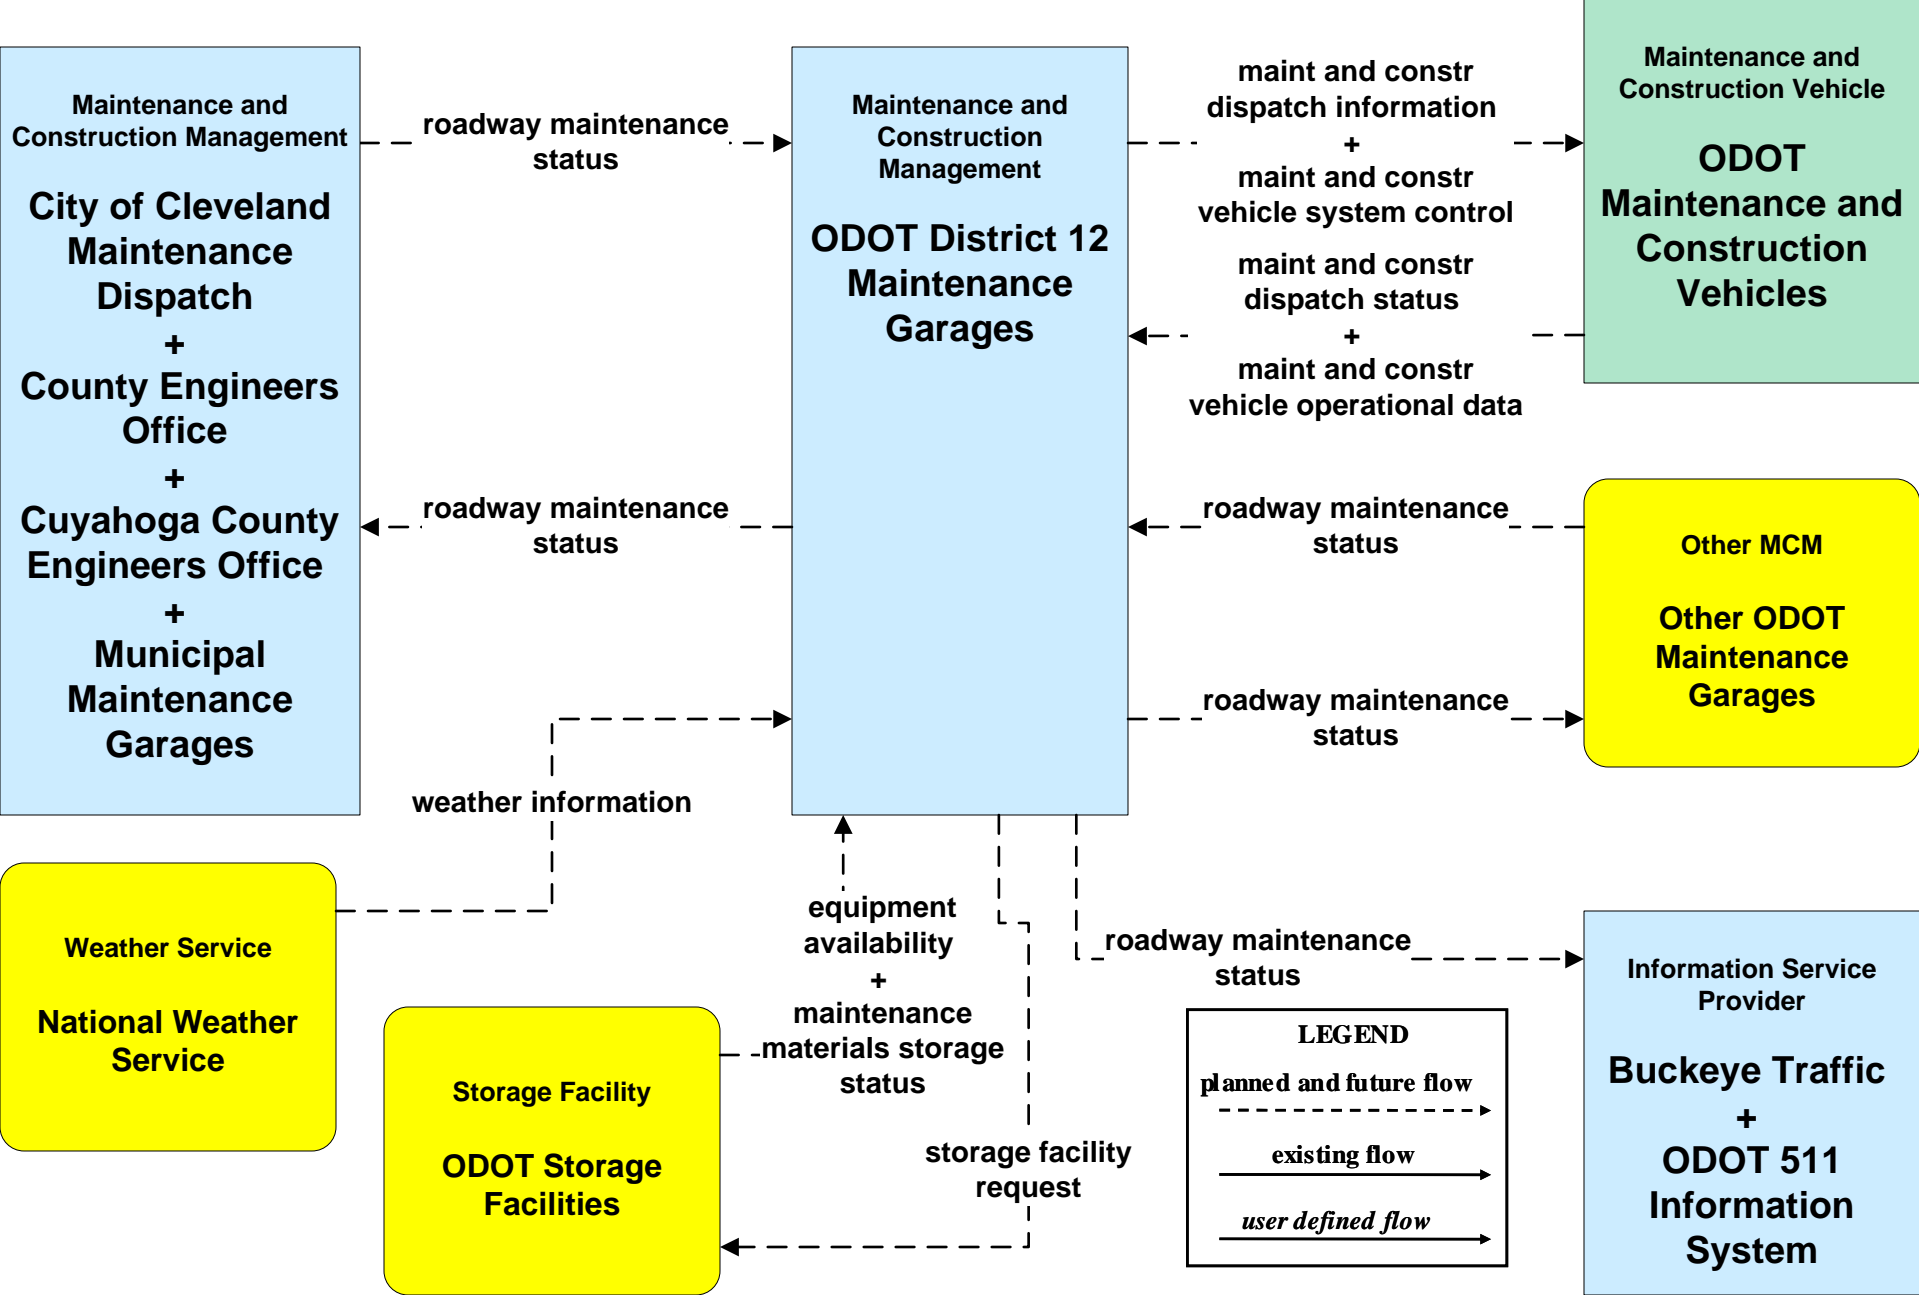 Maintenance and
Construction Management
City of Cleveland
Maintenance
Dispatch
+
County Engineers
Office
+
Cuyahoga County
Engineers Office
+
Municipal
Maintenance
Garages
roadway maintenance
status
roadway maintenance
status
weather information
Maintenance and
Construction
Management
ODOT District 12
Maintenance
Garages
maint and constr
dispatch information
+
maint and constr
vehicle system control
maint and constr
dispatch status
+
maint and constr
vehicle operational data
Maintenance and
Construction Vehicle
ODOT
Maintenance and
Construction
Vehicles
roadway maintenance
status
roadway maintenance
status
Other MCM
Other ODOT
Maintenance
Garages
Weather Service
National Weather
Service
Storage Facility
ODOT Storage
Facilities
equipment
availability
+
maintenance
materials storage
status
storage facility
request
roadway maintenance
status
LEGEND
planned and future flow
existing flow
user defined flow
Information Service
Provider
Buckeye Traffic
+
ODOT 511
Information
System